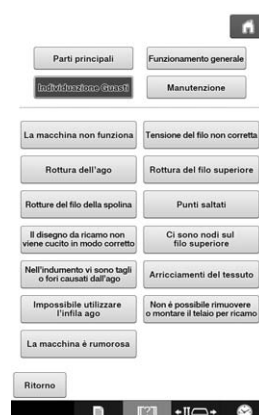 Parti principali
Funzionamento generale
Individuazione Guasti
Manutenzione
La macchina non funziona
Tensione del filo non corretta
Rottura dell'ago
Rottura del filo superiore
Rotture del filo della spolina
Punti saltati
Il disegno da ricamo non
viene cucito in modo corretto
Ci sono nodi sul
filo superiore
Nell'indumento vi sono tagli
o fori causati dall'ago
Arricciamenti del tessuto
Impossibile utilizzare
l'infila ago
Non è possibile rimuovere
o montare il telaio per ricamo
La macchina è rumorosa
Ritorno